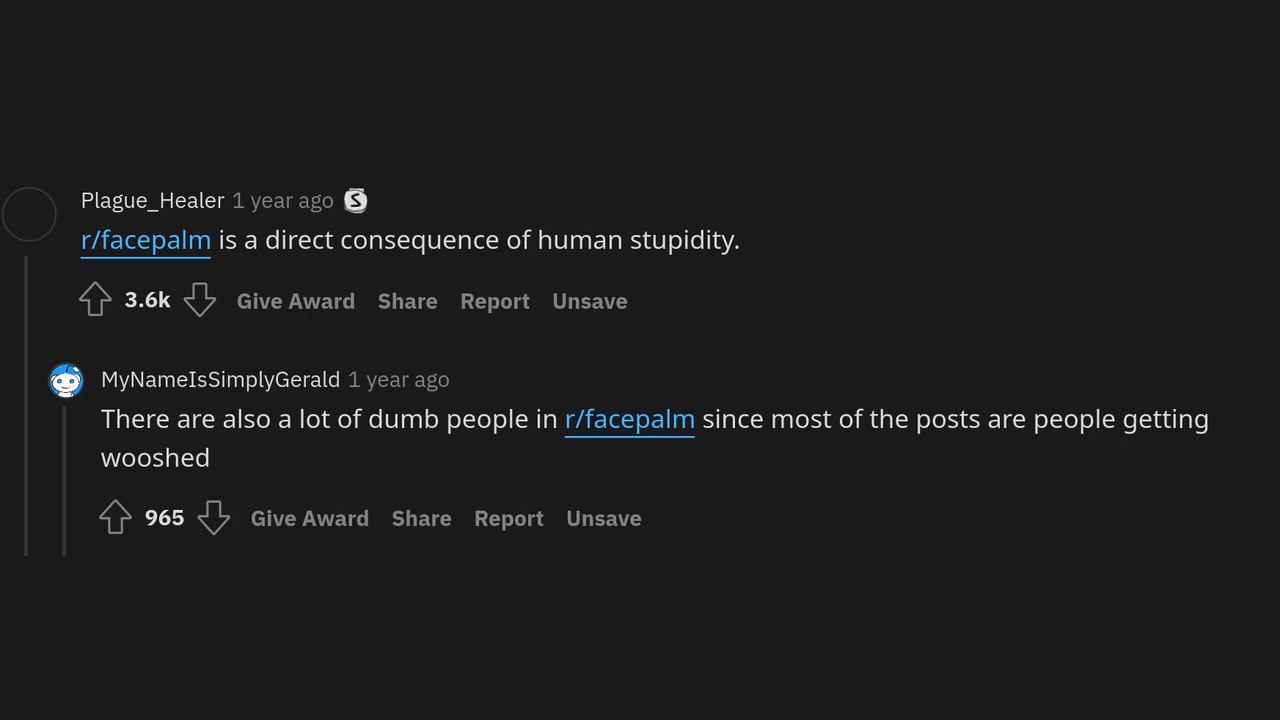 Plague_Healer 1 year ago S
r/facepalm is a direct consequence of human stupidity.
3.6k Give Award Share Report Unsave
MyNameIsSimplyGerald 1 year ago
There are also a lot of dumb people in r/facepalm since most of the posts are people getting
wooshed
965 Give Award Share Report Unsave